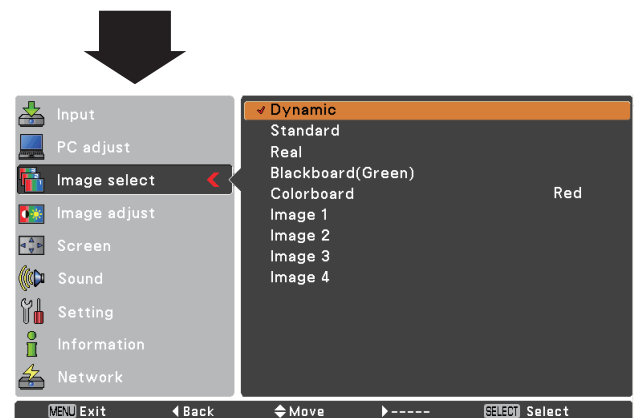 Input
PC adjust
Image select
Image adjust
Screen
Sound
Setting
Information
Network
Dynamic
Standard
Real
Blackboard(Green)
Colorboard Red
Image 1
Image 2
Image 3
Image 4
MENU Exit Back Move ----- SELECT Select